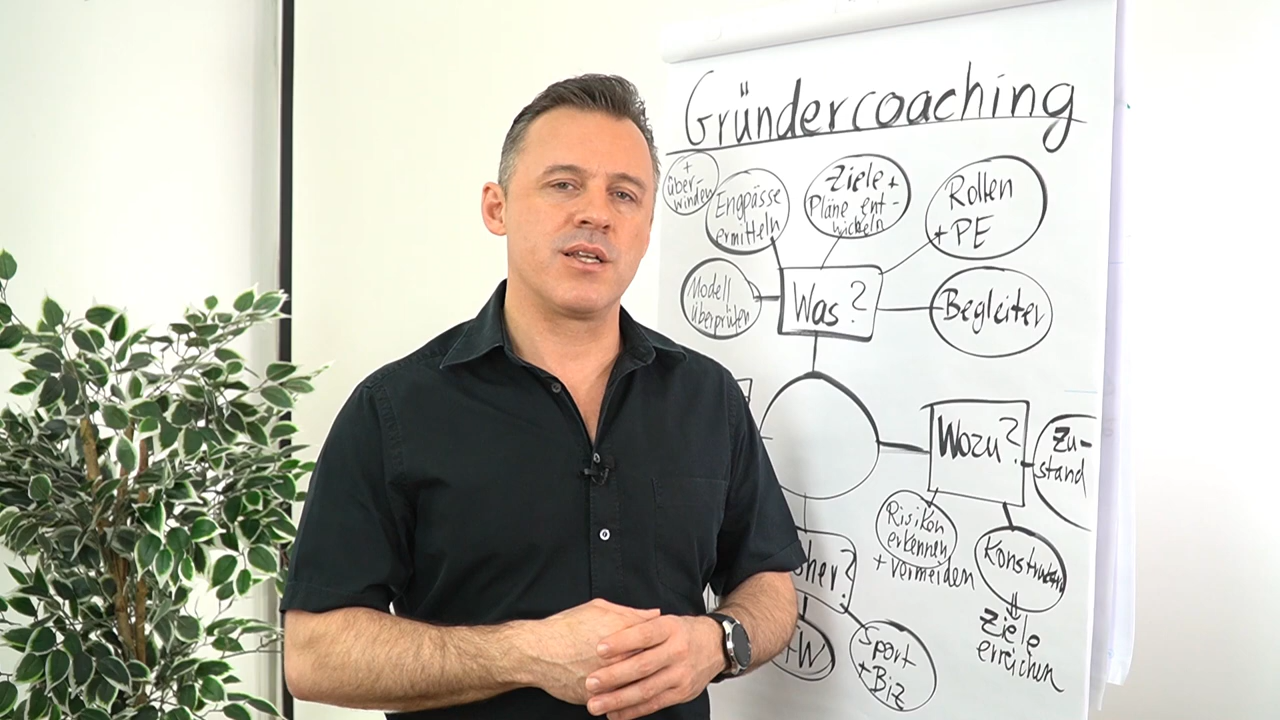 Gründercoaching
+
über-
winden
Engpässe
ermitteln
Ziele +
Pläne ent-
wickeln
Rollen
+ PE
Modell
überprüfen
Was?
Begleiter
Wozu?
Zu-
stand
Risiken
erkennen
+ vermeiden
Ziele
erreichen
oher?
+W
Sport
+ Biz